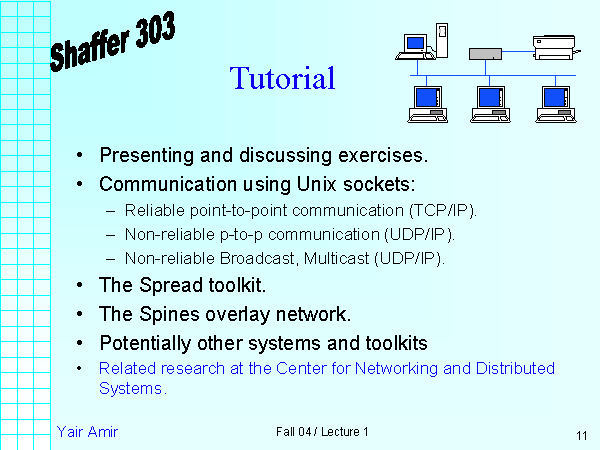 Shaffer 303
Tutorial
• Presenting and discussing exercises.
• Communication using Unix sockets:
– Reliable point-to-point communication (TCP/IP).
– Non-reliable p-to-p communication (UDP/IP).
– Non-reliable Broadcast, Multicast (UDP/IP).
• The Spread toolkit.
• The Spines overlay network.
• Potentially other systems and toolkits
• Related research at the Center for Networking and Distributed
Systems.
Yair Amir
Fall 04 / Lecture 1
11